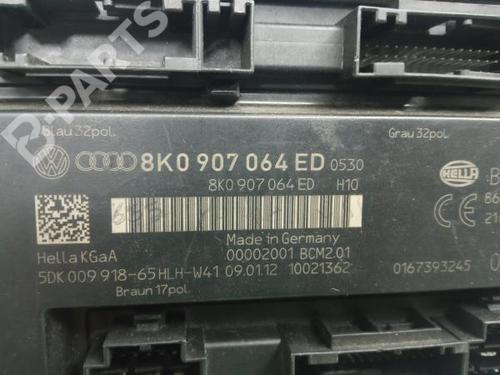 B-PARTS
blau 32pol.
Grau 32pol.
8K0 907 064 ED 0530
8K0 907 064 ED H10
HELLA
CE
Made in Germany
Hella KGaA
00002001 BCM2.01
5DK 009 918-65 HLH-W41 09.01.12 10021362
0167393245
Braun 17pol.